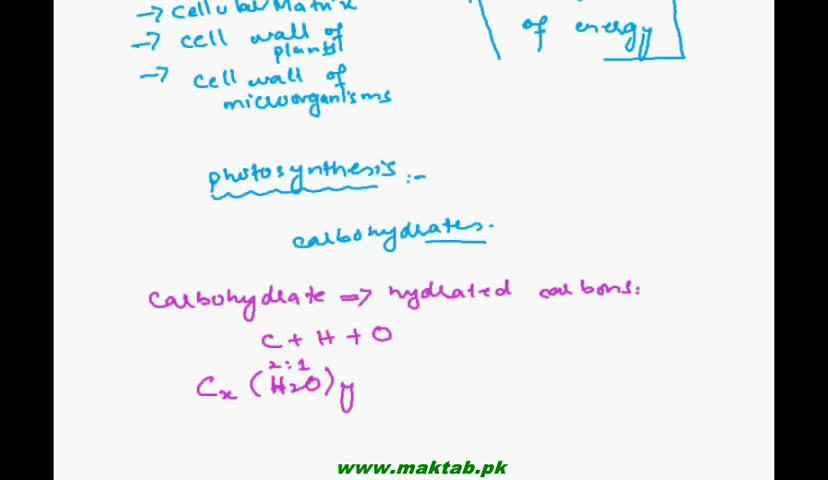 → Cellular Matrix
of energy
→ cell wall of
plants
→ cell wall of
microorganisms
photosynthesis :-
carbohydrates.
Carbohydrate => hydrated carbons:
C + H + O
2:1
Cx (H2O)y
www.maktab.pk